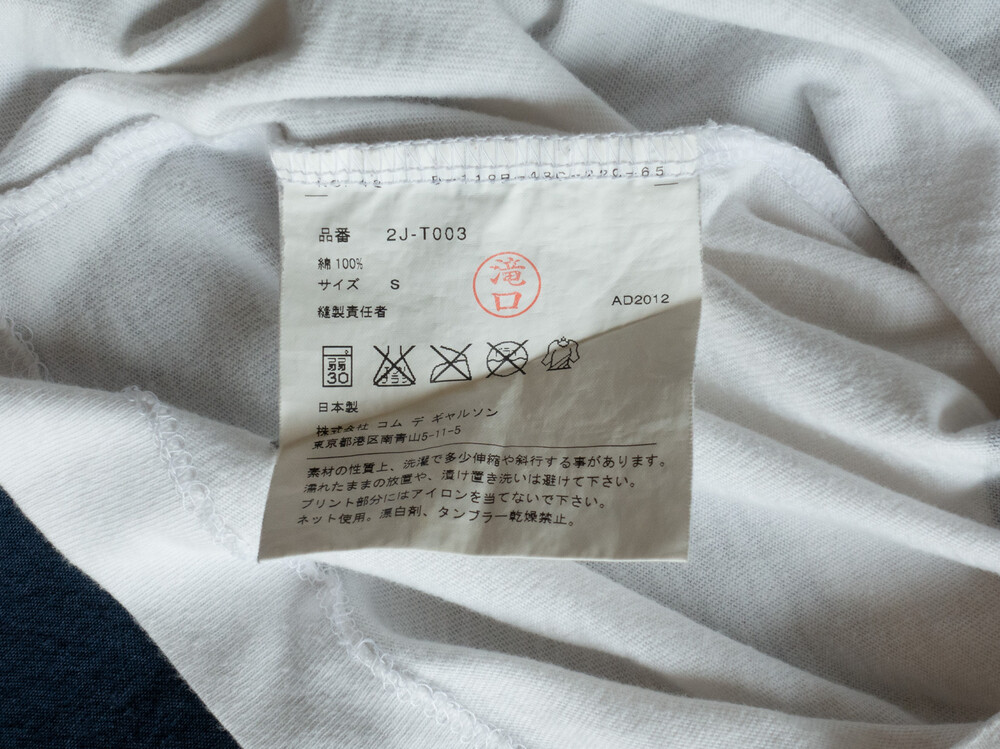 品番 2J-T003
綿 100%
サイズ S
滝口
縫製責任者
AD2012
弱 30
日本製
株式会社 コム デ ギャルソン
東京都港区南青山5-11-5
素材の性質上、洗濯で多少伸縮や斜行する事があります。
濡れたままの放置や、漬け置き洗いは避けて下さい。
プリント部分にはアイロンを当てないで下さい。
ネット使用。漂白剤、タンブラー乾燥禁止。